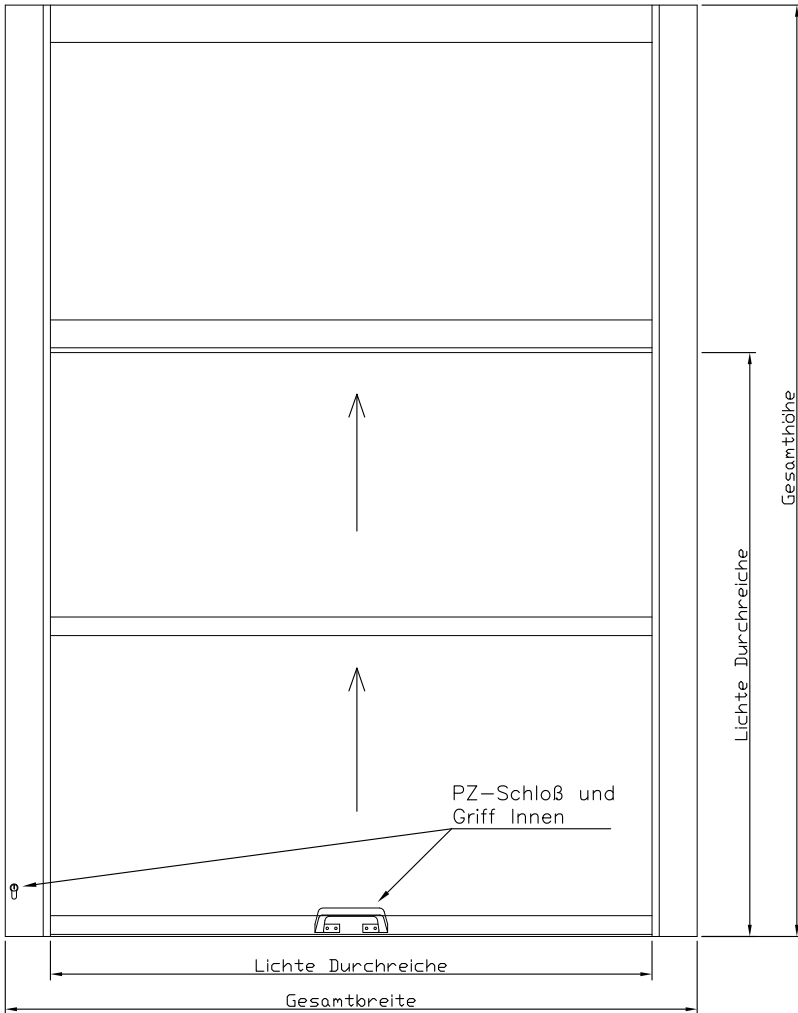 Gesamthöhe
Lichte Durchreiche
PZ-Schloß und
Griff Innen
Lichte Durchreiche
Gesamtbreite